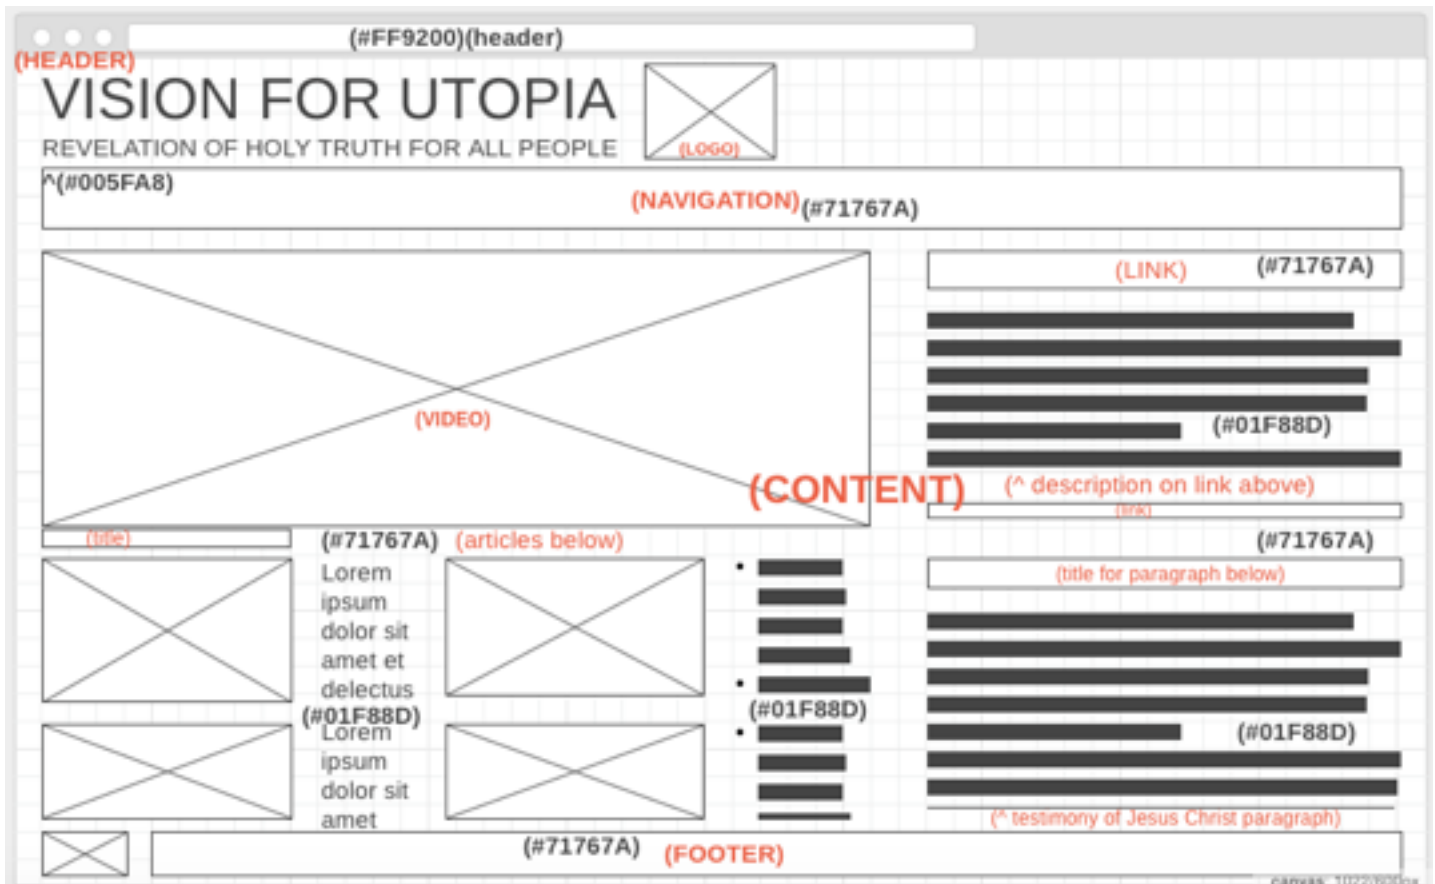 (#FF9200)(header)
(HEADER)
VISION FOR UTOPIA
REVELATION OF HOLY TRUTH FOR ALL PEOPLE
(LOGO)
^(#005FA8)
(NAVIGATION)(#71767A)
(LINK) (#71767A)
(VIDEO)
(#01F88D)
(CONTENT)
(^ description on link above)
(link)
(title)
(#71767A) (articles below)
(#71767A)
Lorem
ipsum
dolor sit
amet et
delectus
(#01F88D)
Lorem
ipsum
dolor sit
amet
(#01F88D)
(title for paragraph below)
(#01F88D)
(^ testimony of Jesus Christ paragraph)
(#71767A) (FOOTER)